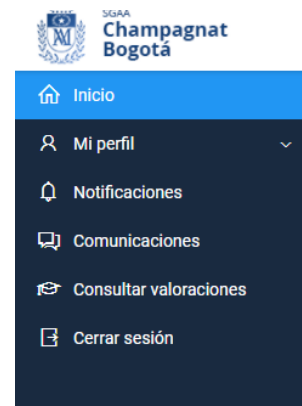 SGAA
Champagnat
Bogotá
Inicio
Mi perfil
Notificaciones
Comunicaciones
Consultar valoraciones
Cerrar sesión